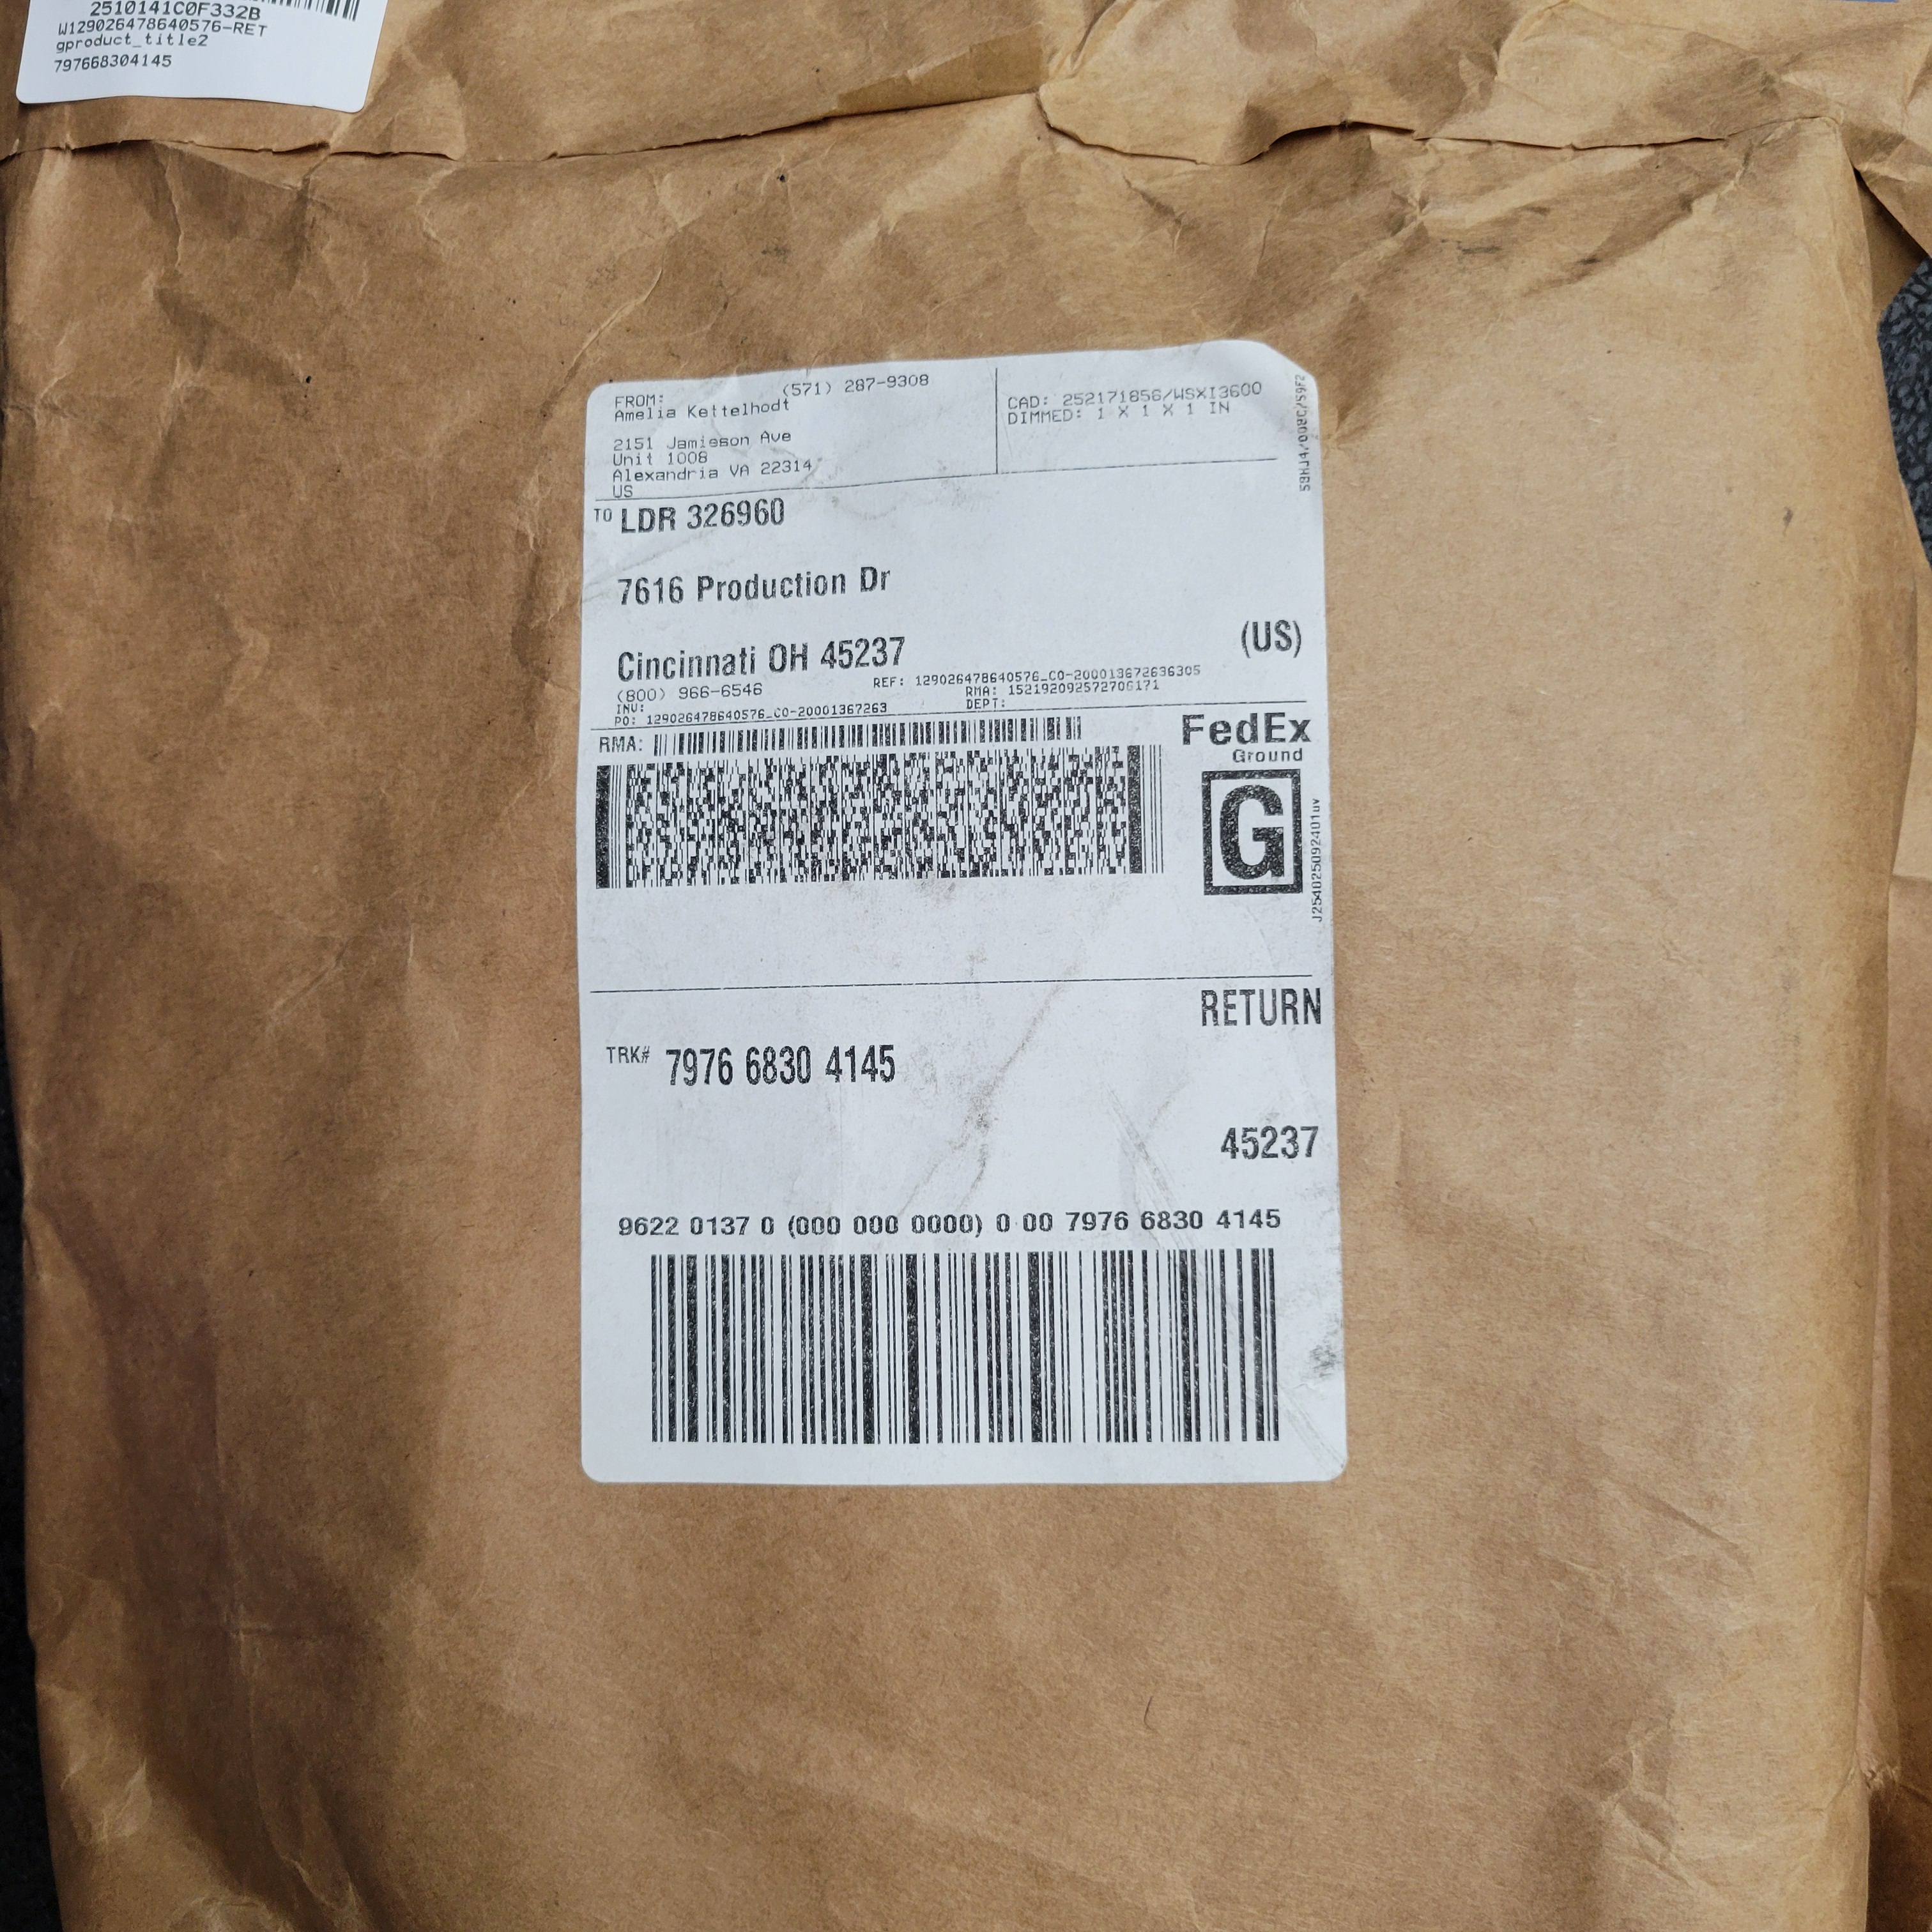 2510141C0F332B
W129026478640576-RET
gproduct_title2
797668304145
FROM: (571) 287-9308
Amelia Kettelhodt
2151 Jamieson Ave
Unit 1008
Alexandria VA 22314
US
CAD: 252171856/WSXI3600
DIMMED: 1 X 1 X 1 IN
TO LDR 326960
7616 Production Dr
Cincinnati OH 45237
(US)
(800) 966-6546
REF: 129026478640576_CO-200013672636305
INV:
RMA: 152192092572706171
PO: 129026478640576_CO-20001367263
DEPT:
RMA:
FedEx
Ground
G
J254025092401uv
RETURN
TRK# 7976 6830 4145
45237
9622 0137 0 (000 000 0000) 0 00 7976 6830 4145